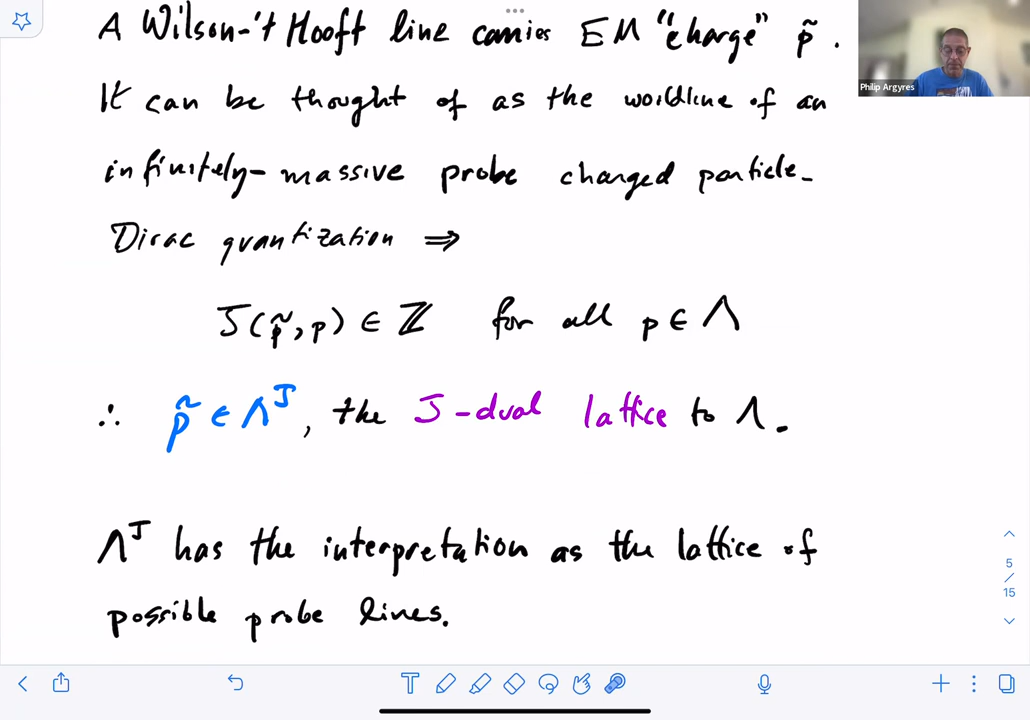 A Wilson-'t Hooft line carries EM "charge" p̃.
It can be thought of as the worldline of an
infinitely-massive probe charged particle.
Dirac quantization ⇒
J(p̃, p) ∈ ℤ for all p ∈ Λ
∴ p̃ ∈ Λ^J, the J-dual lattice to Λ.
Λ^J has the interpretation as the lattice of
possible probe lines.
Philip Argyres
5
/
15
T